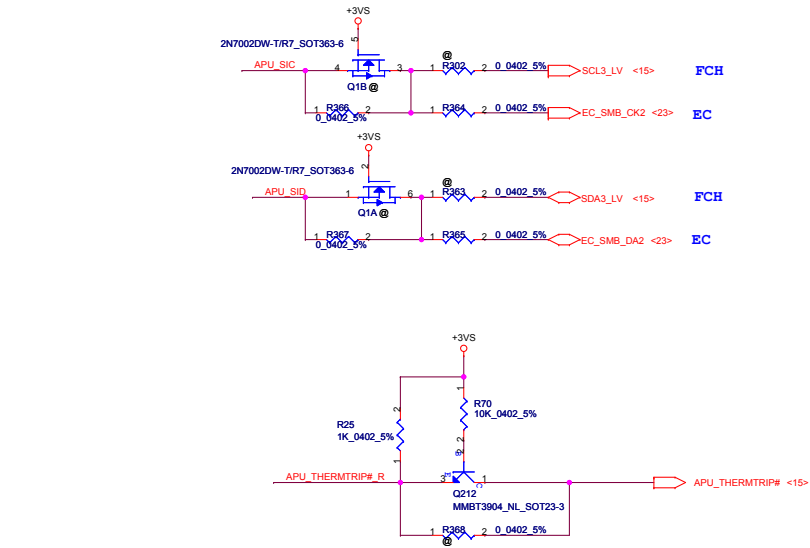 +3VS
5
2N7002DW-T/R7_SOT363-6
APU_SIC 4 3 1 @ R302 2 0_0402_5% SCL3_LV <15> FCH
Q1B @
1 R366 2 1 R364 2 0_0402_5% EC_SMB_CK2 <23> EC
0_0402_5%
+3VS
2
2N7002DW-T/R7_SOT363-6
APU_SID 1 6 1 @ R363 2 0_0402_5% SDA3_LV <15> FCH
Q1A @
1 R367 2 1 R365 2 0_0402_5% EC_SMB_DA2 <23> EC
0_0402_5%
+3VS
1
R70
10K_0402_5%
2
2
R25
1K_0402_5%
1
2
B
E
C
APU_THERMTRIP#_R 3 1 APU_THERMTRIP# <15>
Q212
MMBT3904_NL_SOT23-3
1 R368 2 0_0402_5%
@